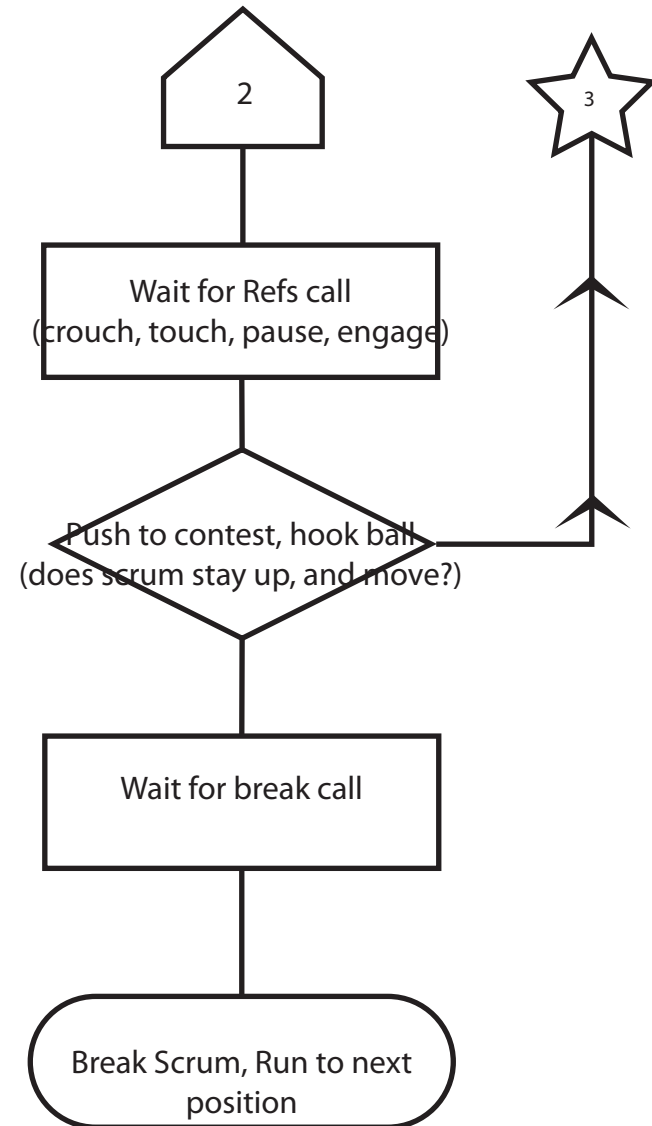 2
3
Wait for Refs call
(crouch, touch, pause, engage)
Push to contest, hook ball
(does scrum stay up, and move?)
Wait for break call
Break Scrum, Run to next
position